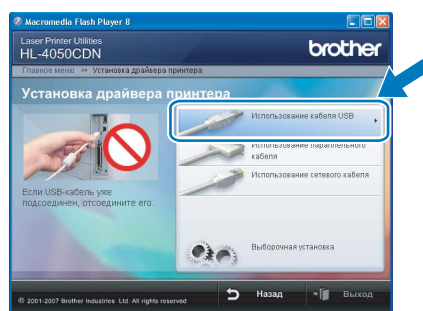 Macromedia Flash Player 8
Laser Printer Utilities
HL-4050CDN
brother
Главное меню >> Установка драйвера принтера
Установка драйвера принтера
Использование кабеля USB
Использование параллельного
кабеля
Использование сетевого кабеля
Если USB-кабель уже
подсоединен, отсоедините его.
Выборочная установка
© 2001-2007 Brother Industries Ltd. All rights reserved
Назад
Выход